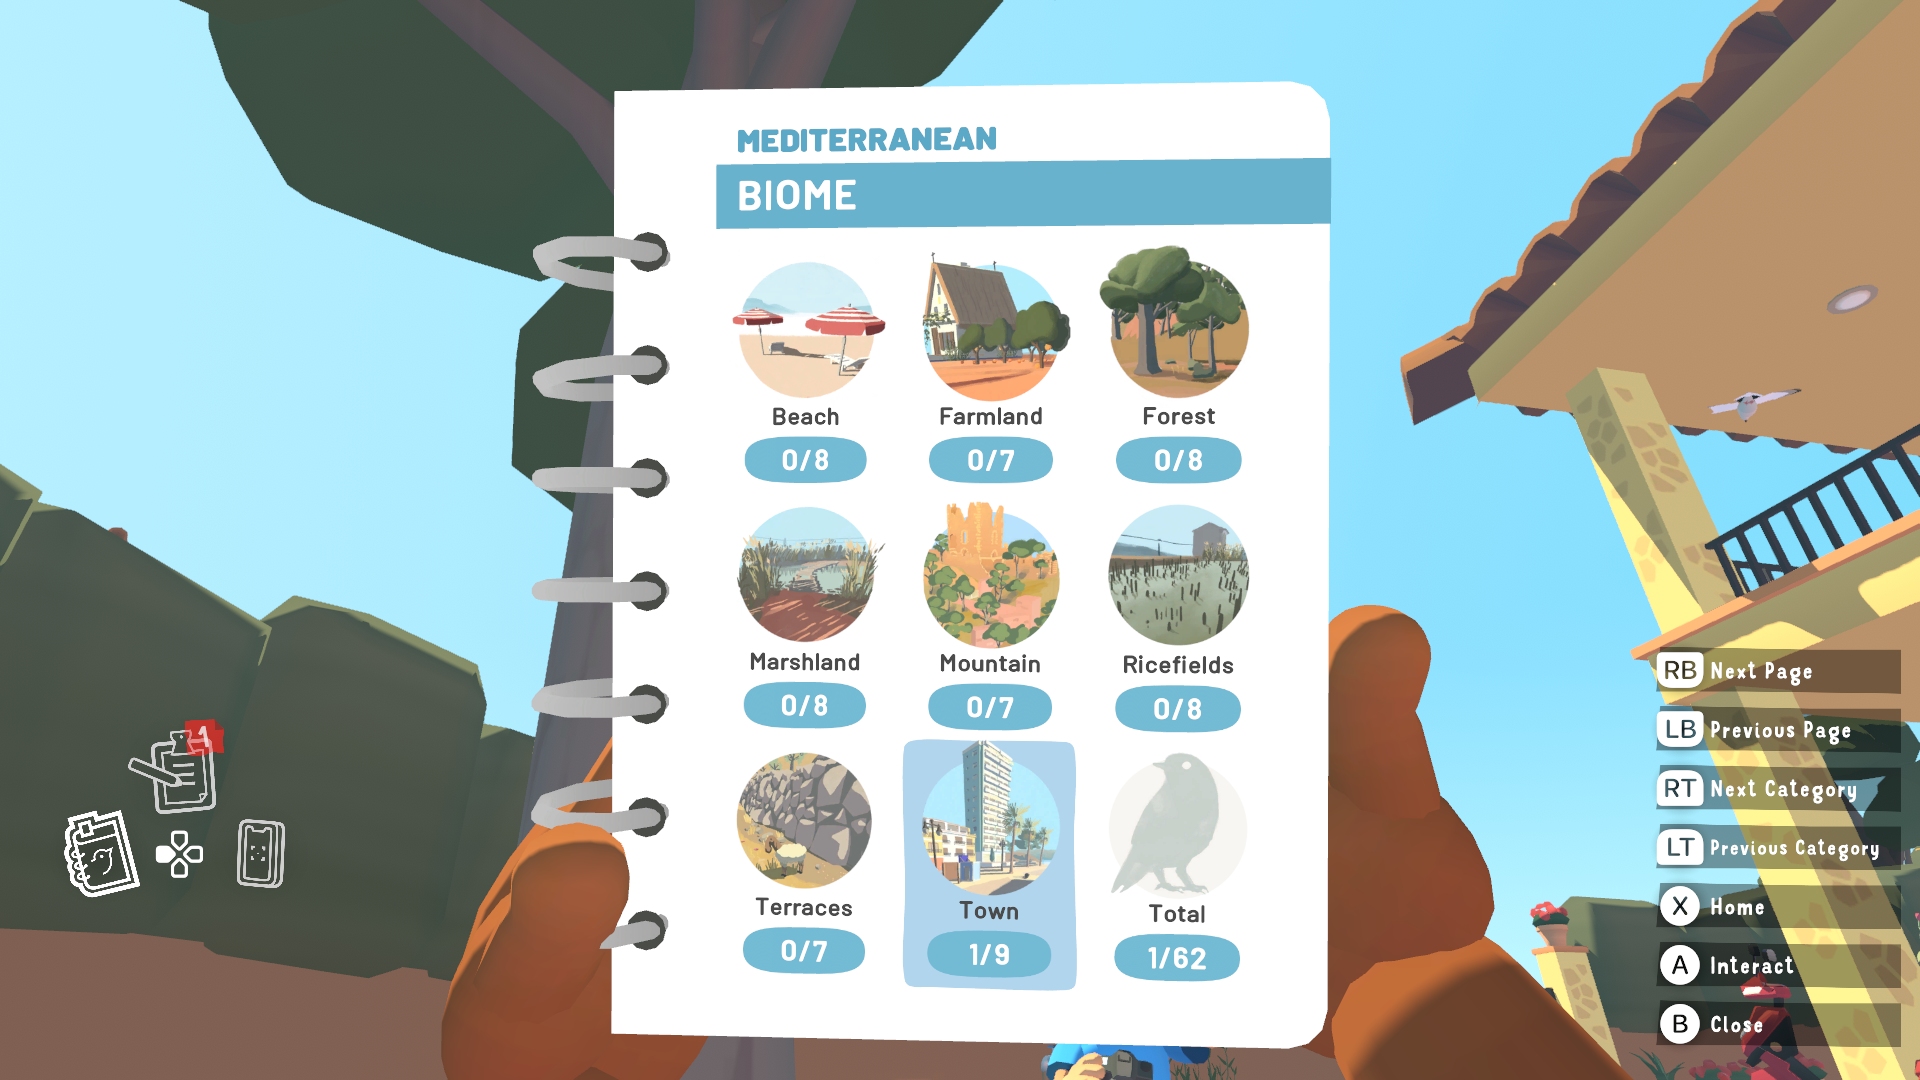 MEDITERRANEAN
BIOME
Beach
Farmland
Forest
0/8
0/7
0/8
Marshland
Mountain
Ricefields
0/8
0/7
0/8
Terraces
Town
Total
0/7
1/9
1/62
1
RB Next Page
LB Previous Page
RT Next Category
LT Previous Category
X Home
A Interact
B Close